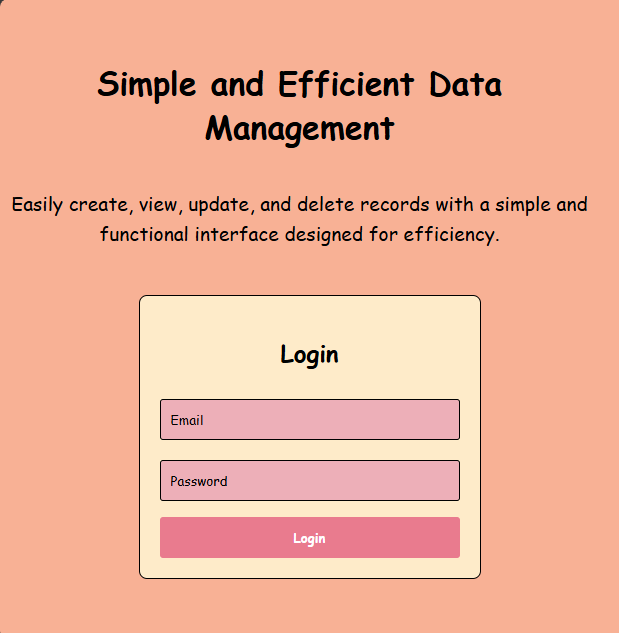 Simple and Efficient Data
Management
Easily create, view, update, and delete records with a simple and
functional interface designed for efficiency.
Login
Email
Password
Login